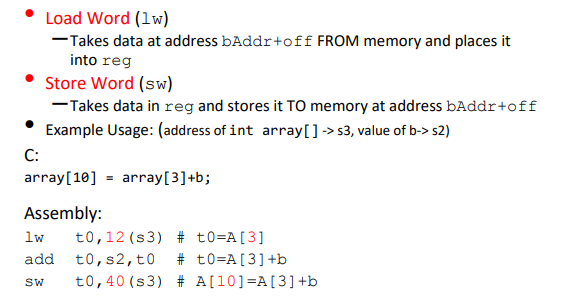 • Load Word (lw)
—Takes data at address bAddr+off FROM memory and places it
into reg
• Store Word (sw)
—Takes data in reg and stores it TO memory at address bAddr+off
• Example Usage: (address of int array[] -> s3, value of b-> s2)
C:
array[10] = array[3]+b;
Assembly:
lw t0,12(s3) # t0=A[3]
add t0,s2,t0 # t0=A[3]+b
sw t0,40(s3) # A[10]=A[3]+b